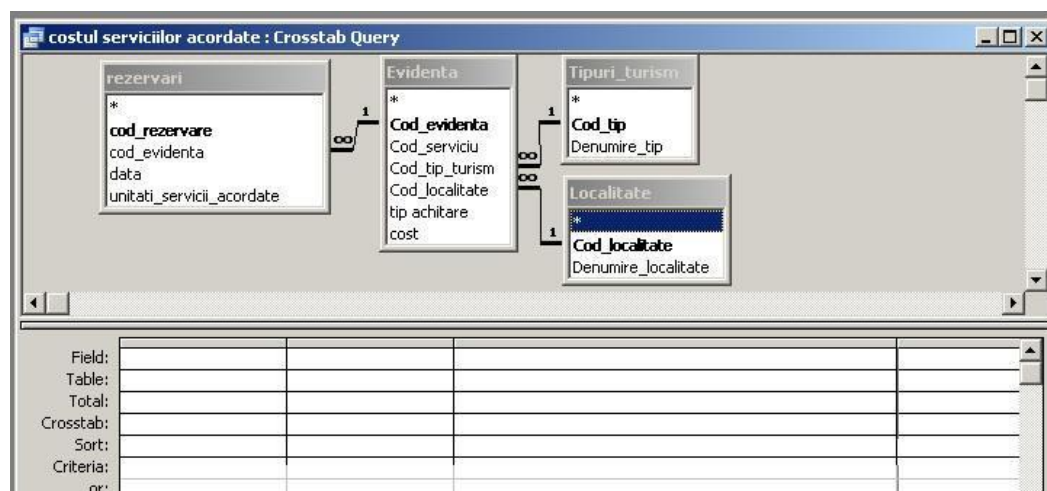 costul serviciilor acordate : Crosstab Query
rezervari
*
cod_rezervare
cod_evidenta
data
unitati_servicii_acordate
1
∞
Evidenta
*
Cod_evidenta
Cod_serviciu
Cod_tip_turism
Cod_localitate
tip achitare
cost
1
∞
∞
1
Tipuri_turism
*
Cod_tip
Denumire_tip
Localitate
*
Cod_localitate
Denumire_localitate
Field:
Table:
Total:
Crosstab:
Sort:
Criteria:
or: